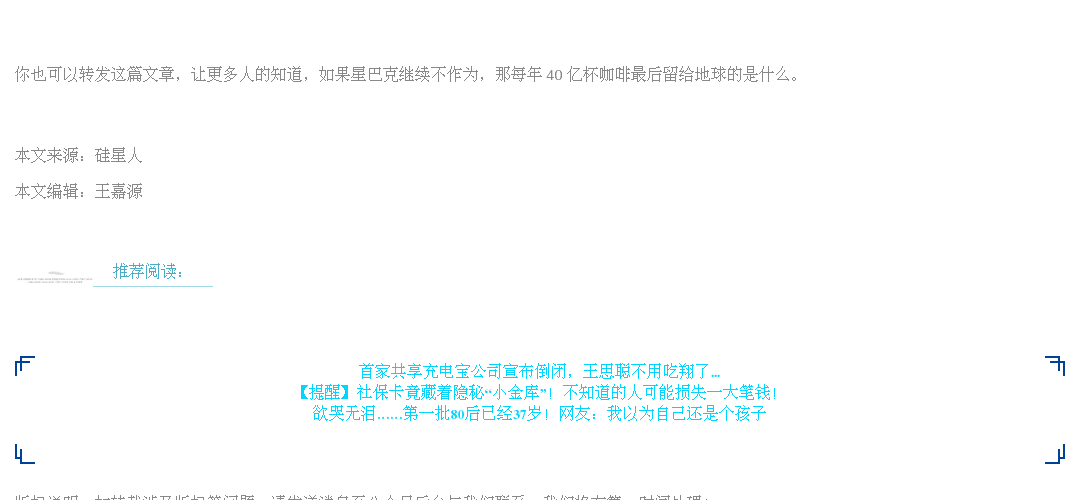 你也可以转发这篇文章，让更多人的知道，如果星巴克继续不作为，那每年 40 亿杯咖啡最后留给地球的是什么。
本文来源：硅星人
本文编辑：王嘉源
推荐阅读：
首家共享充电宝公司宣布倒闭，王思聪不用吃翔了...
【提醒】社保卡竟藏着隐秘“小金库”！不知道的人可能损失一大笔钱！
欲哭无泪……第一批80后已经37岁！网友：我以为自己还是个孩子